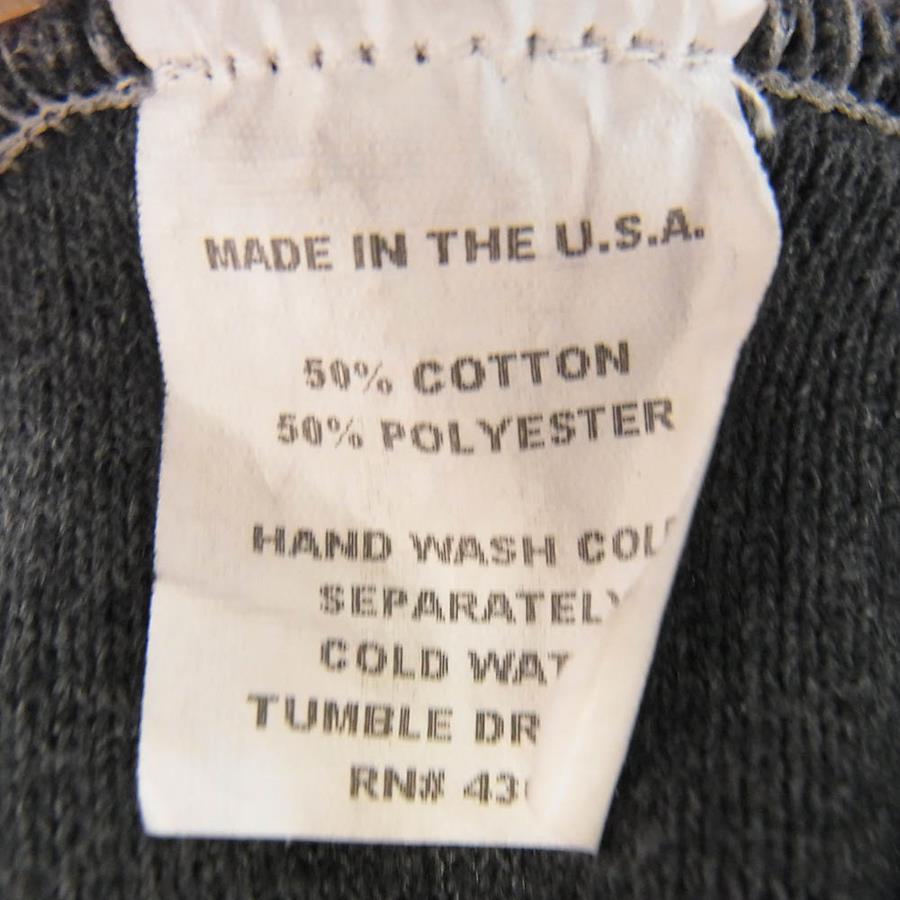 MADE IN THE U.S.A.
50% COTTON
50% POLYESTER
HAND WASH
SEPARATELY
COLD
TUMBLE
RN#